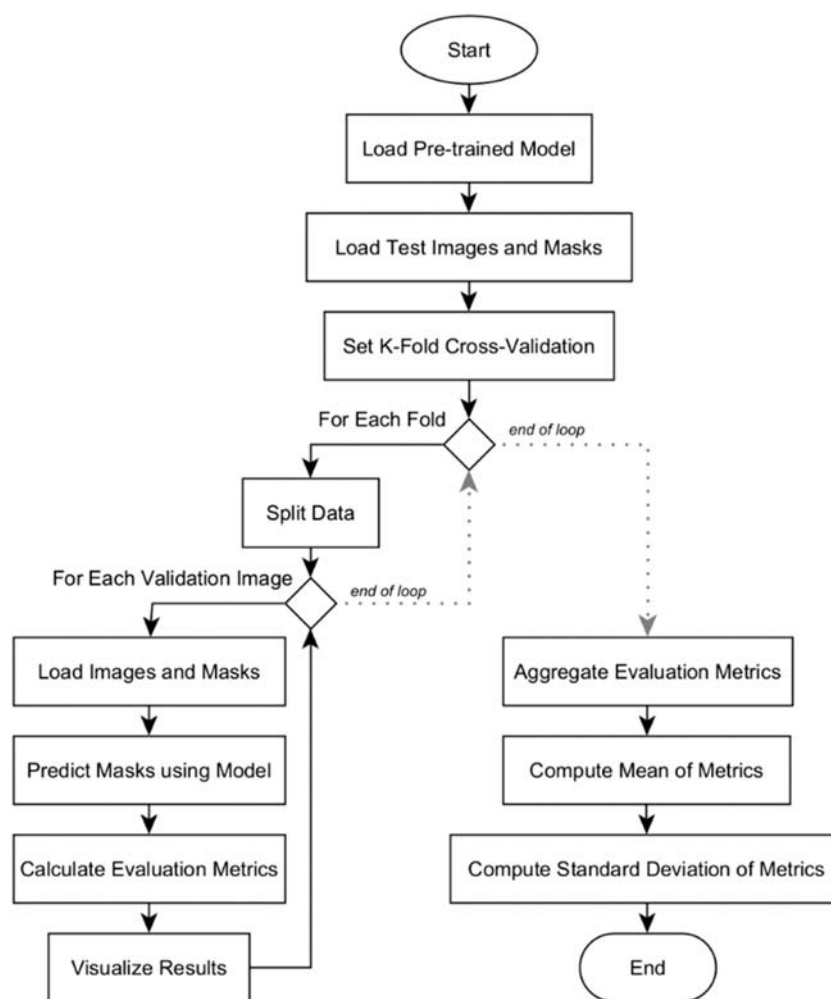 Start
Load Pre-trained Model
Load Test Images and Masks
Set K-Fold Cross-Validation
For Each Fold
end of loop
Split Data
For Each Validation Image
end of loop
Load Images and Masks
Predict Masks using Model
Calculate Evaluation Metrics
Visualize Results
Aggregate Evaluation Metrics
Compute Mean of Metrics
Compute Standard Deviation of Metrics
End